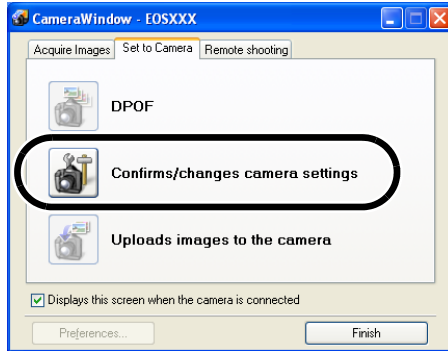 CameraWindow - EOSXXX
Acquire Images Set to Camera Remote shooting
DPOF
Confirms/changes camera settings
Uploads images to the camera
Displays this screen when the camera is connected
Preferences... Finish